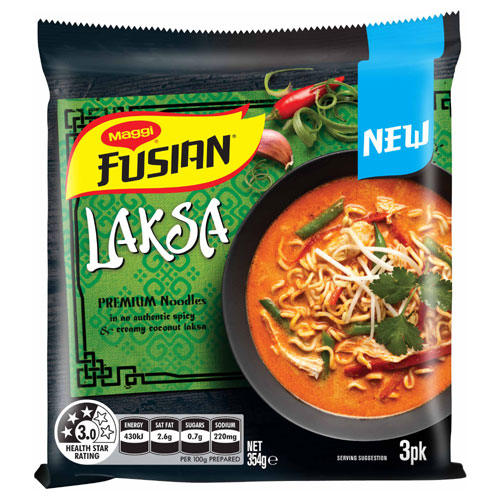 NEW
Maggi
FUSIAN®
LAKSA
PREMIUM Noodles
in an authentic spicy
& creamy coconut laksa
3.0
HEALTH STAR
RATING
ENERGY
430kJ
SAT FAT
2.6g
SUGARS
0.7g
SODIUM
220mg
PER 100g PREPARED
NET
354g e
SERVING SUGGESTION
3pk